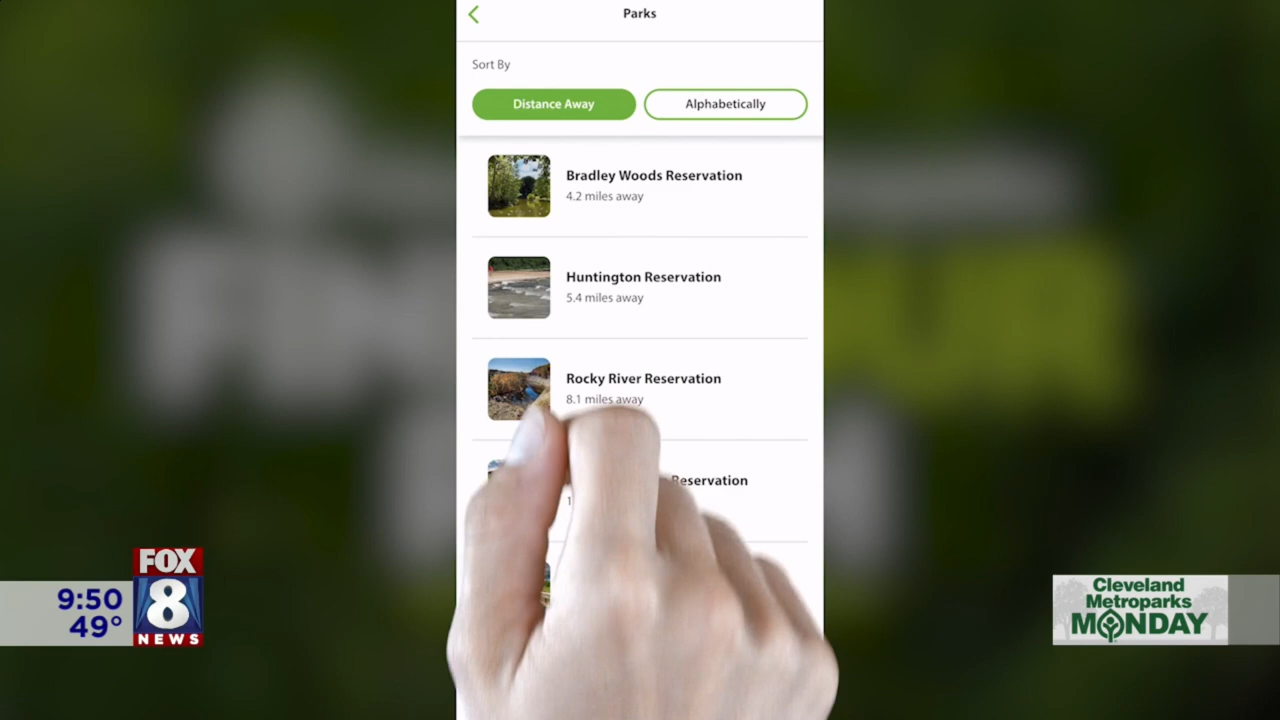 Parks
Sort By
Distance Away
Alphabetically
Bradley Woods Reservation
4.2 miles away
Huntington Reservation
5.4 miles away
Rocky River Reservation
8.1 miles away
Reservation
1
9:50
49°
FOX
8
NEWS
Cleveland
Metroparks
MONDAY